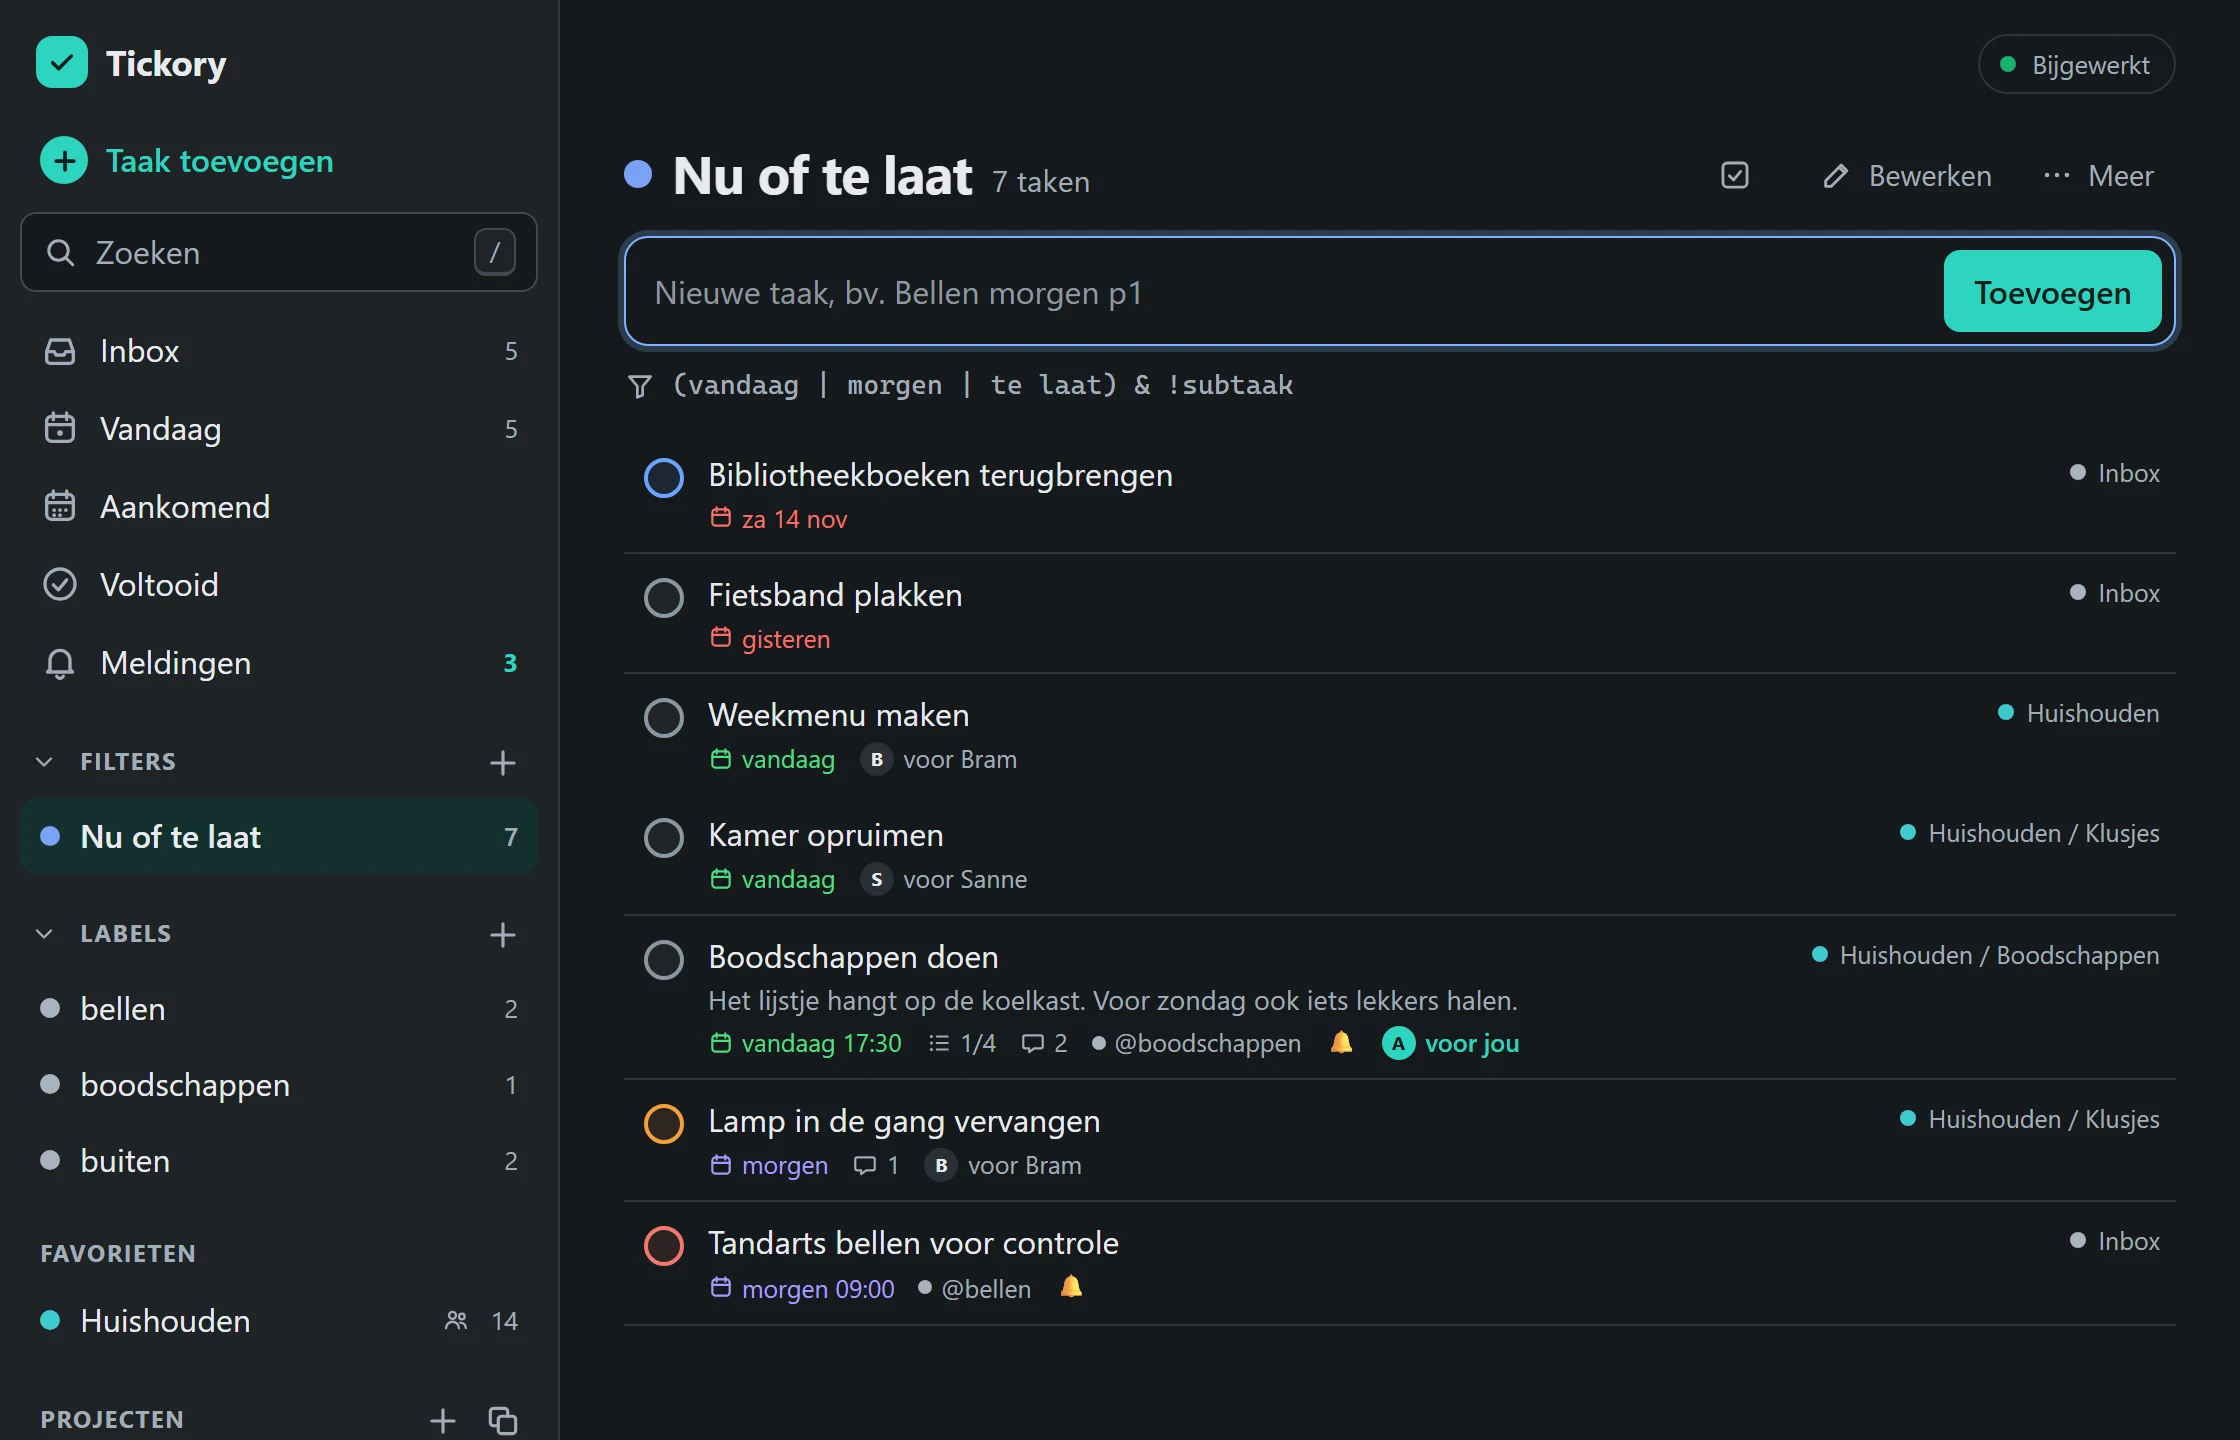 Tickory
Taak toevoegen
Zoeken /
Inbox 5
Vandaag 5
Aankomend
Voltooid
Meldingen 3
FILTERS
Nu of te laat 7
LABELS
bellen 2
boodschappen 1
buiten 2
FAVORIETEN
Huishouden 14
PROJECTEN
Bijgewerkt
Nu of te laat 7 taken
Bewerken
Meer
Nieuwe taak, bv. Bellen morgen p1
Toevoegen
(vandaag | morgen | te laat) & !subtaak
Bibliotheekboeken terugbrengen Inbox
za 14 nov
Fietsband plakken Inbox
gisteren
Weekmenu maken Huishouden
vandaag B voor Bram
Kamer opruimen Huishouden / Klusjes
vandaag S voor Sanne
Boodschappen doen Huishouden / Boodschappen
Het lijstje hangt op de koelkast. Voor zondag ook iets lekkers halen.
vandaag 17:30 1/4 2 @boodschappen A voor jou
Lamp in de gang vervangen Huishouden / Klusjes
morgen 1 B voor Bram
Tandarts bellen voor controle Inbox
morgen 09:00 @bellen